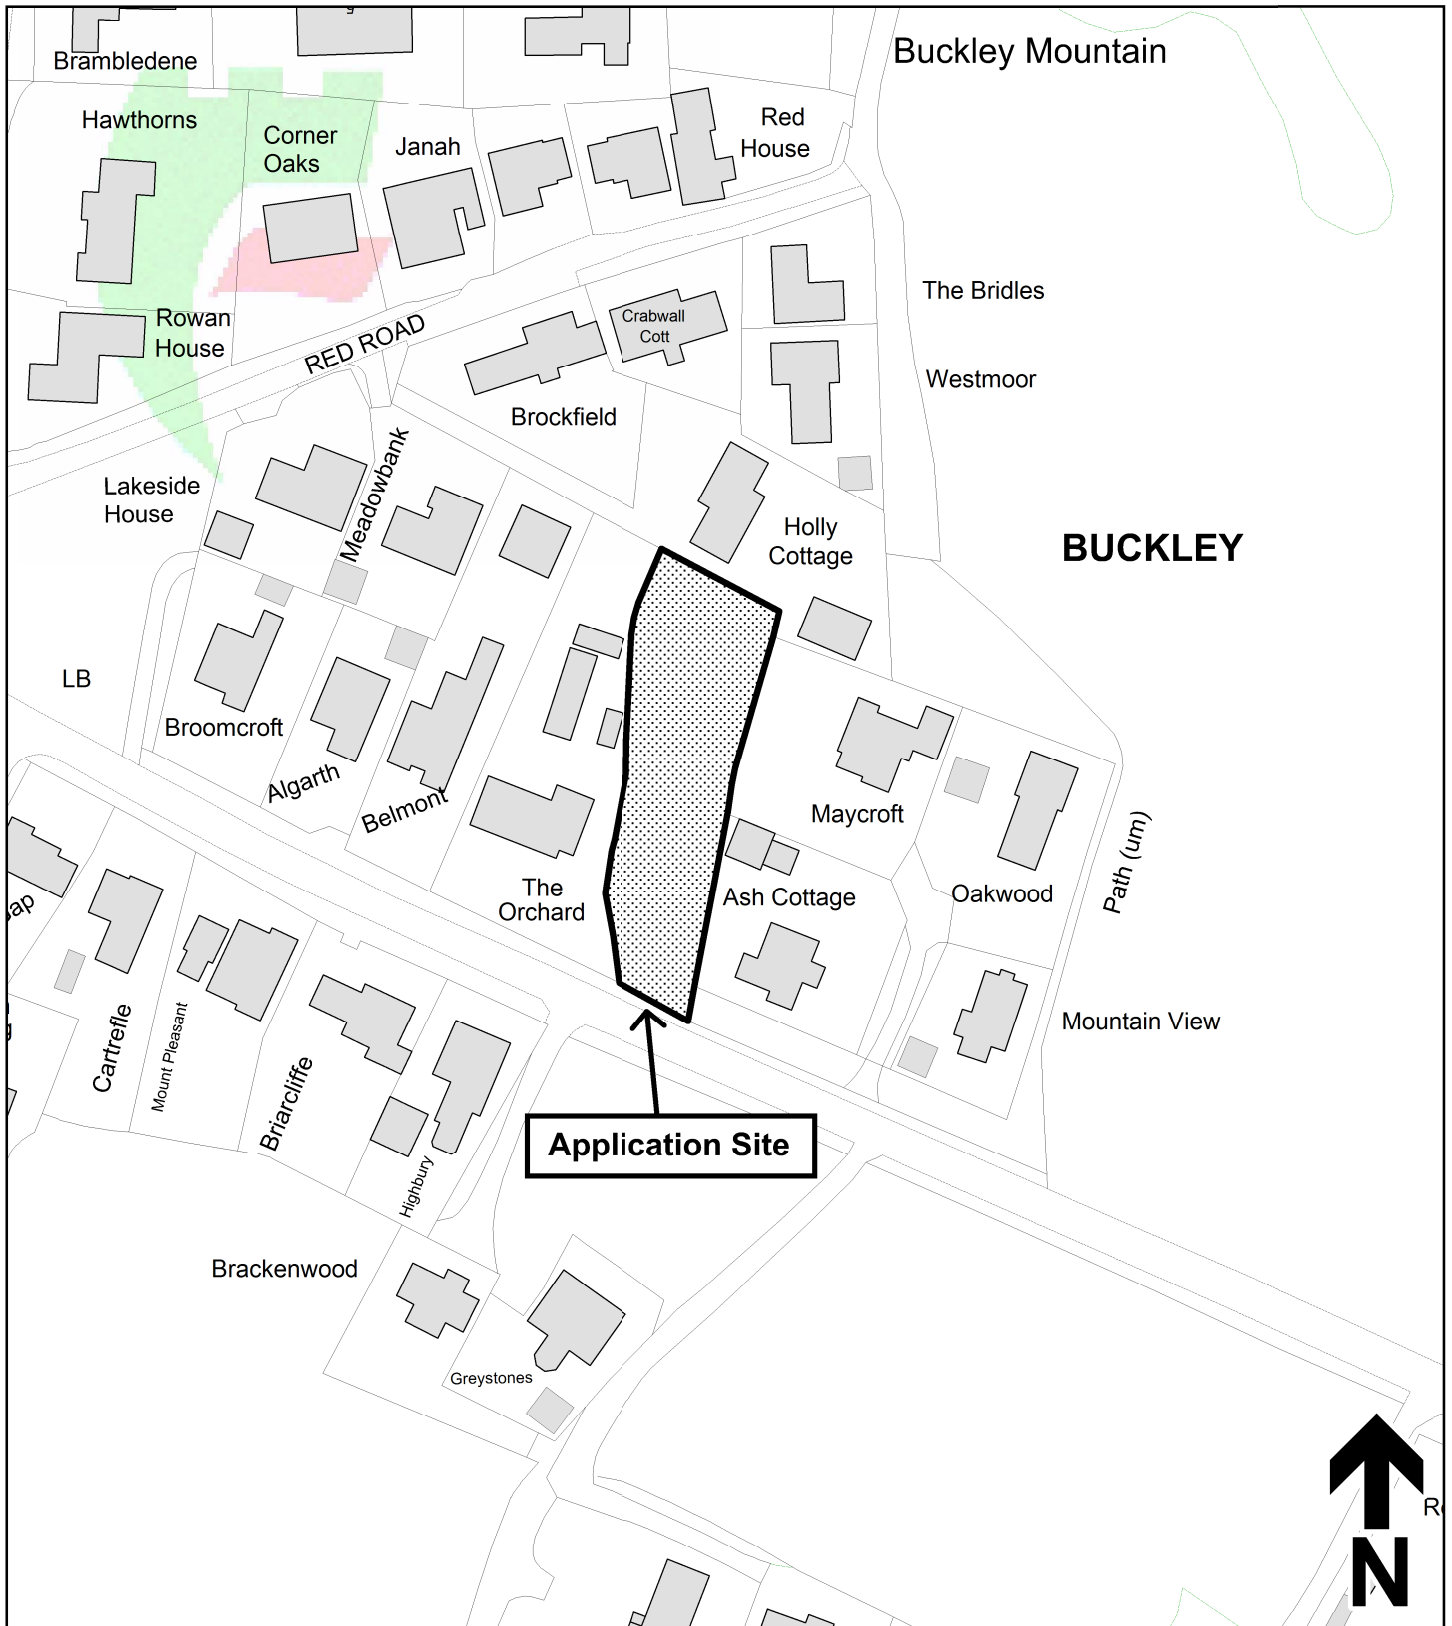 Buckley Mountain
Brambledene
Hawthorns
Corner
Oaks
Janah
Red
House
The Bridles
Rowan
House
RED ROAD
Crabwall
Cott
Westmoor
Brockfield
Meadowbank
Lakeside
House
Holly
Cottage
BUCKLEY
LB
Broomcroft
Algarth
Belmont
Maycroft
Path (um)
The
Orchard
Ash Cottage
Oakwood
Cartrefle
Mount Pleasant
Briarcliffe
Mountain View
Application Site
Highbury
Brackenwood
Greystones
N